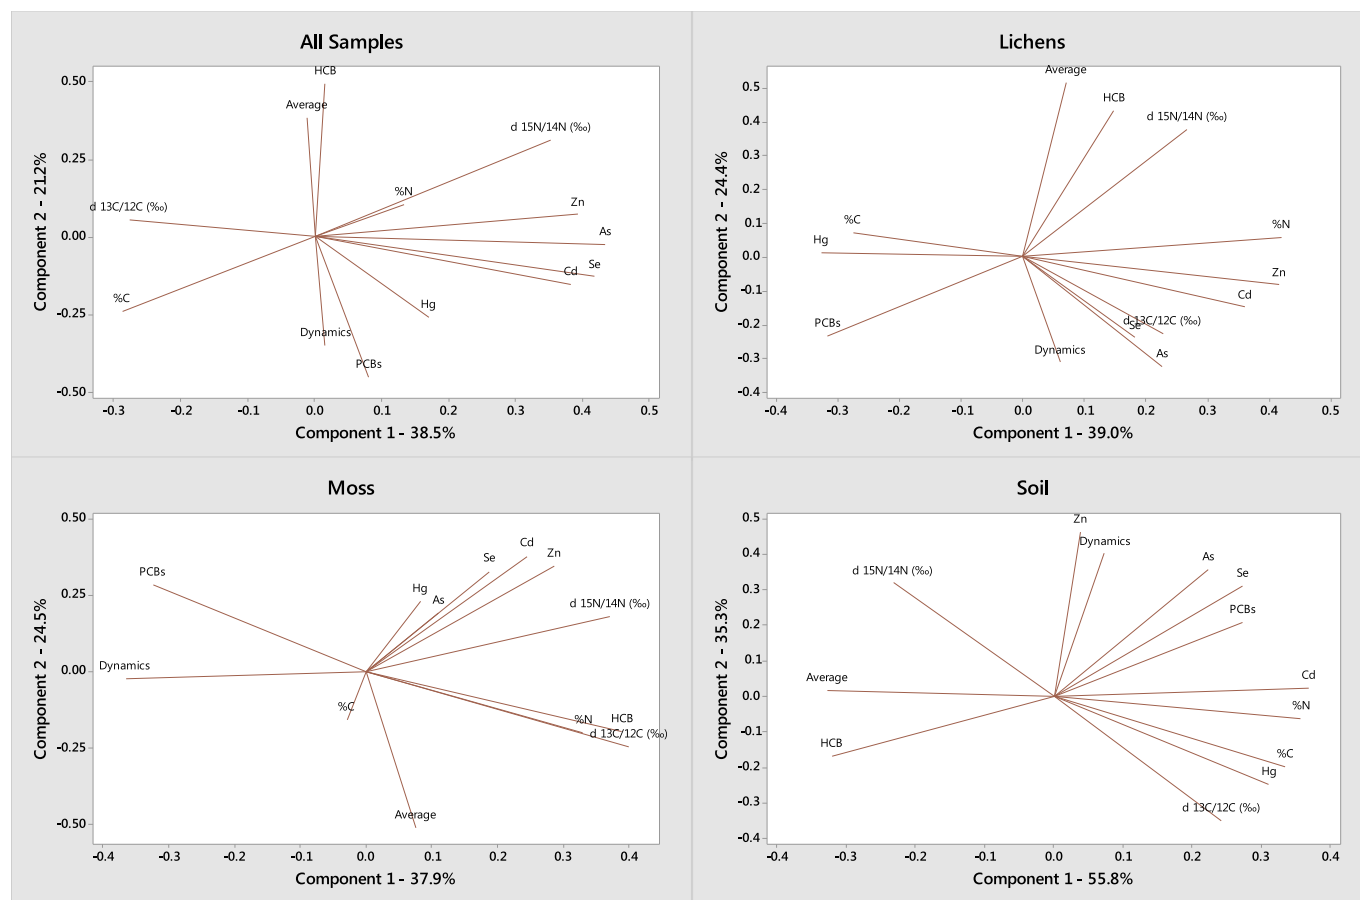 All Samples
Component 2 - 212%
0.50
0.25
0.00
-0.25
-0.50
HCB
Average
d 15N/14N (‰)
%N
Zn
d 13C/12C (‰)
As
Se
Cd
%C
Hg
Dynamics
PCBs
-0.3 -0.2 -0.1 0.0 0.1 0.2 0.3 0.4 0.5
Component 1 - 38.5%
Lichens
Component 2 - 24.4%
0.5
0.4
0.3
0.2
0.1
0.0
-0.1
-0.2
-0.3
-0.4
Average
HCB
d 15N/14N (‰)
%C
%N
Hg
Zn
Cd
PCBs
d 13C/12C (‰)
Se
Dynamics
As
-0.4 -0.3 -0.2 -0.1 0.0 0.1 0.2 0.3 0.4 0.5
Component 1 - 39.0%
Moss
Component 2 - 24.5%
0.50
0.25
0.00
-0.25
-0.50
Cd
Zn
Se
PCBs
Hg
As
d 15N/14N (‰)
Dynamics
%C
%N
HCB
d 13C/12C (‰)
Average
-0.4 -0.3 -0.2 -0.1 0.0 0.1 0.2 0.3 0.4
Component 1 - 37.9%
Soil
Component 2 - 35.3%
0.5
0.4
0.3
0.2
0.1
0.0
-0.1
-0.2
-0.3
-0.4
Zn
Dynamics
As
d 15N/14N (‰)
Se
PCBs
Average
Cd
%N
HCB
%C
Hg
d 13C/12C (‰)
-0.4 -0.3 -0.2 -0.1 0.0 0.1 0.2 0.3 0.4
Component 1 - 55.8%